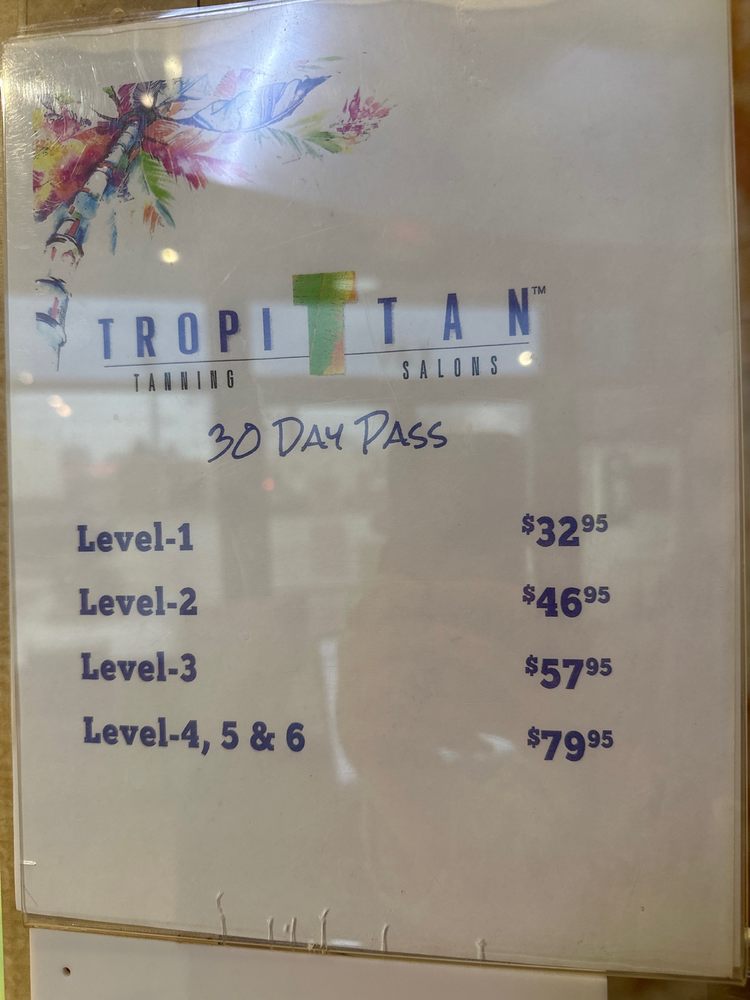 TROPI T TAN™
TANNING SALONS
30 DAY PASS
Level-1 $32.95
Level-2 $46.95
Level-3 $57.95
Level-4, 5 & 6 $79.95